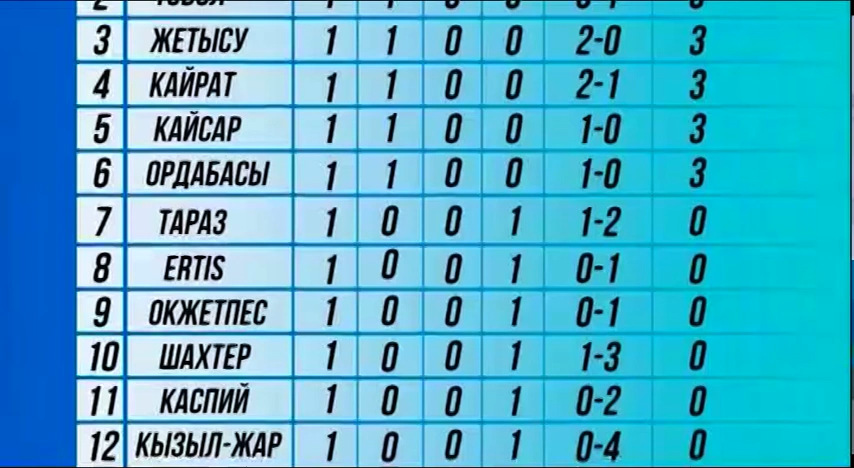 3 ЖЕТЫСУ 1 1 0 0 2-0 3
4 КАЙРАТ 1 1 0 0 2-1 3
5 КАЙСАР 1 1 0 0 1-0 3
6 ОРДАБАСЫ 1 1 0 0 1-0 3
7 ТАРАЗ 1 0 0 1 1-2 0
8 ERTIS 1 0 0 1 0-1 0
9 ОКЖЕТПЕС 1 0 0 1 0-1 0
10 ШАХТЕР 1 0 0 1 1-3 0
11 КАСПИЙ 1 0 0 1 0-2 0
12 КЫЗЫЛ-ЖАР 1 0 0 1 0-4 0